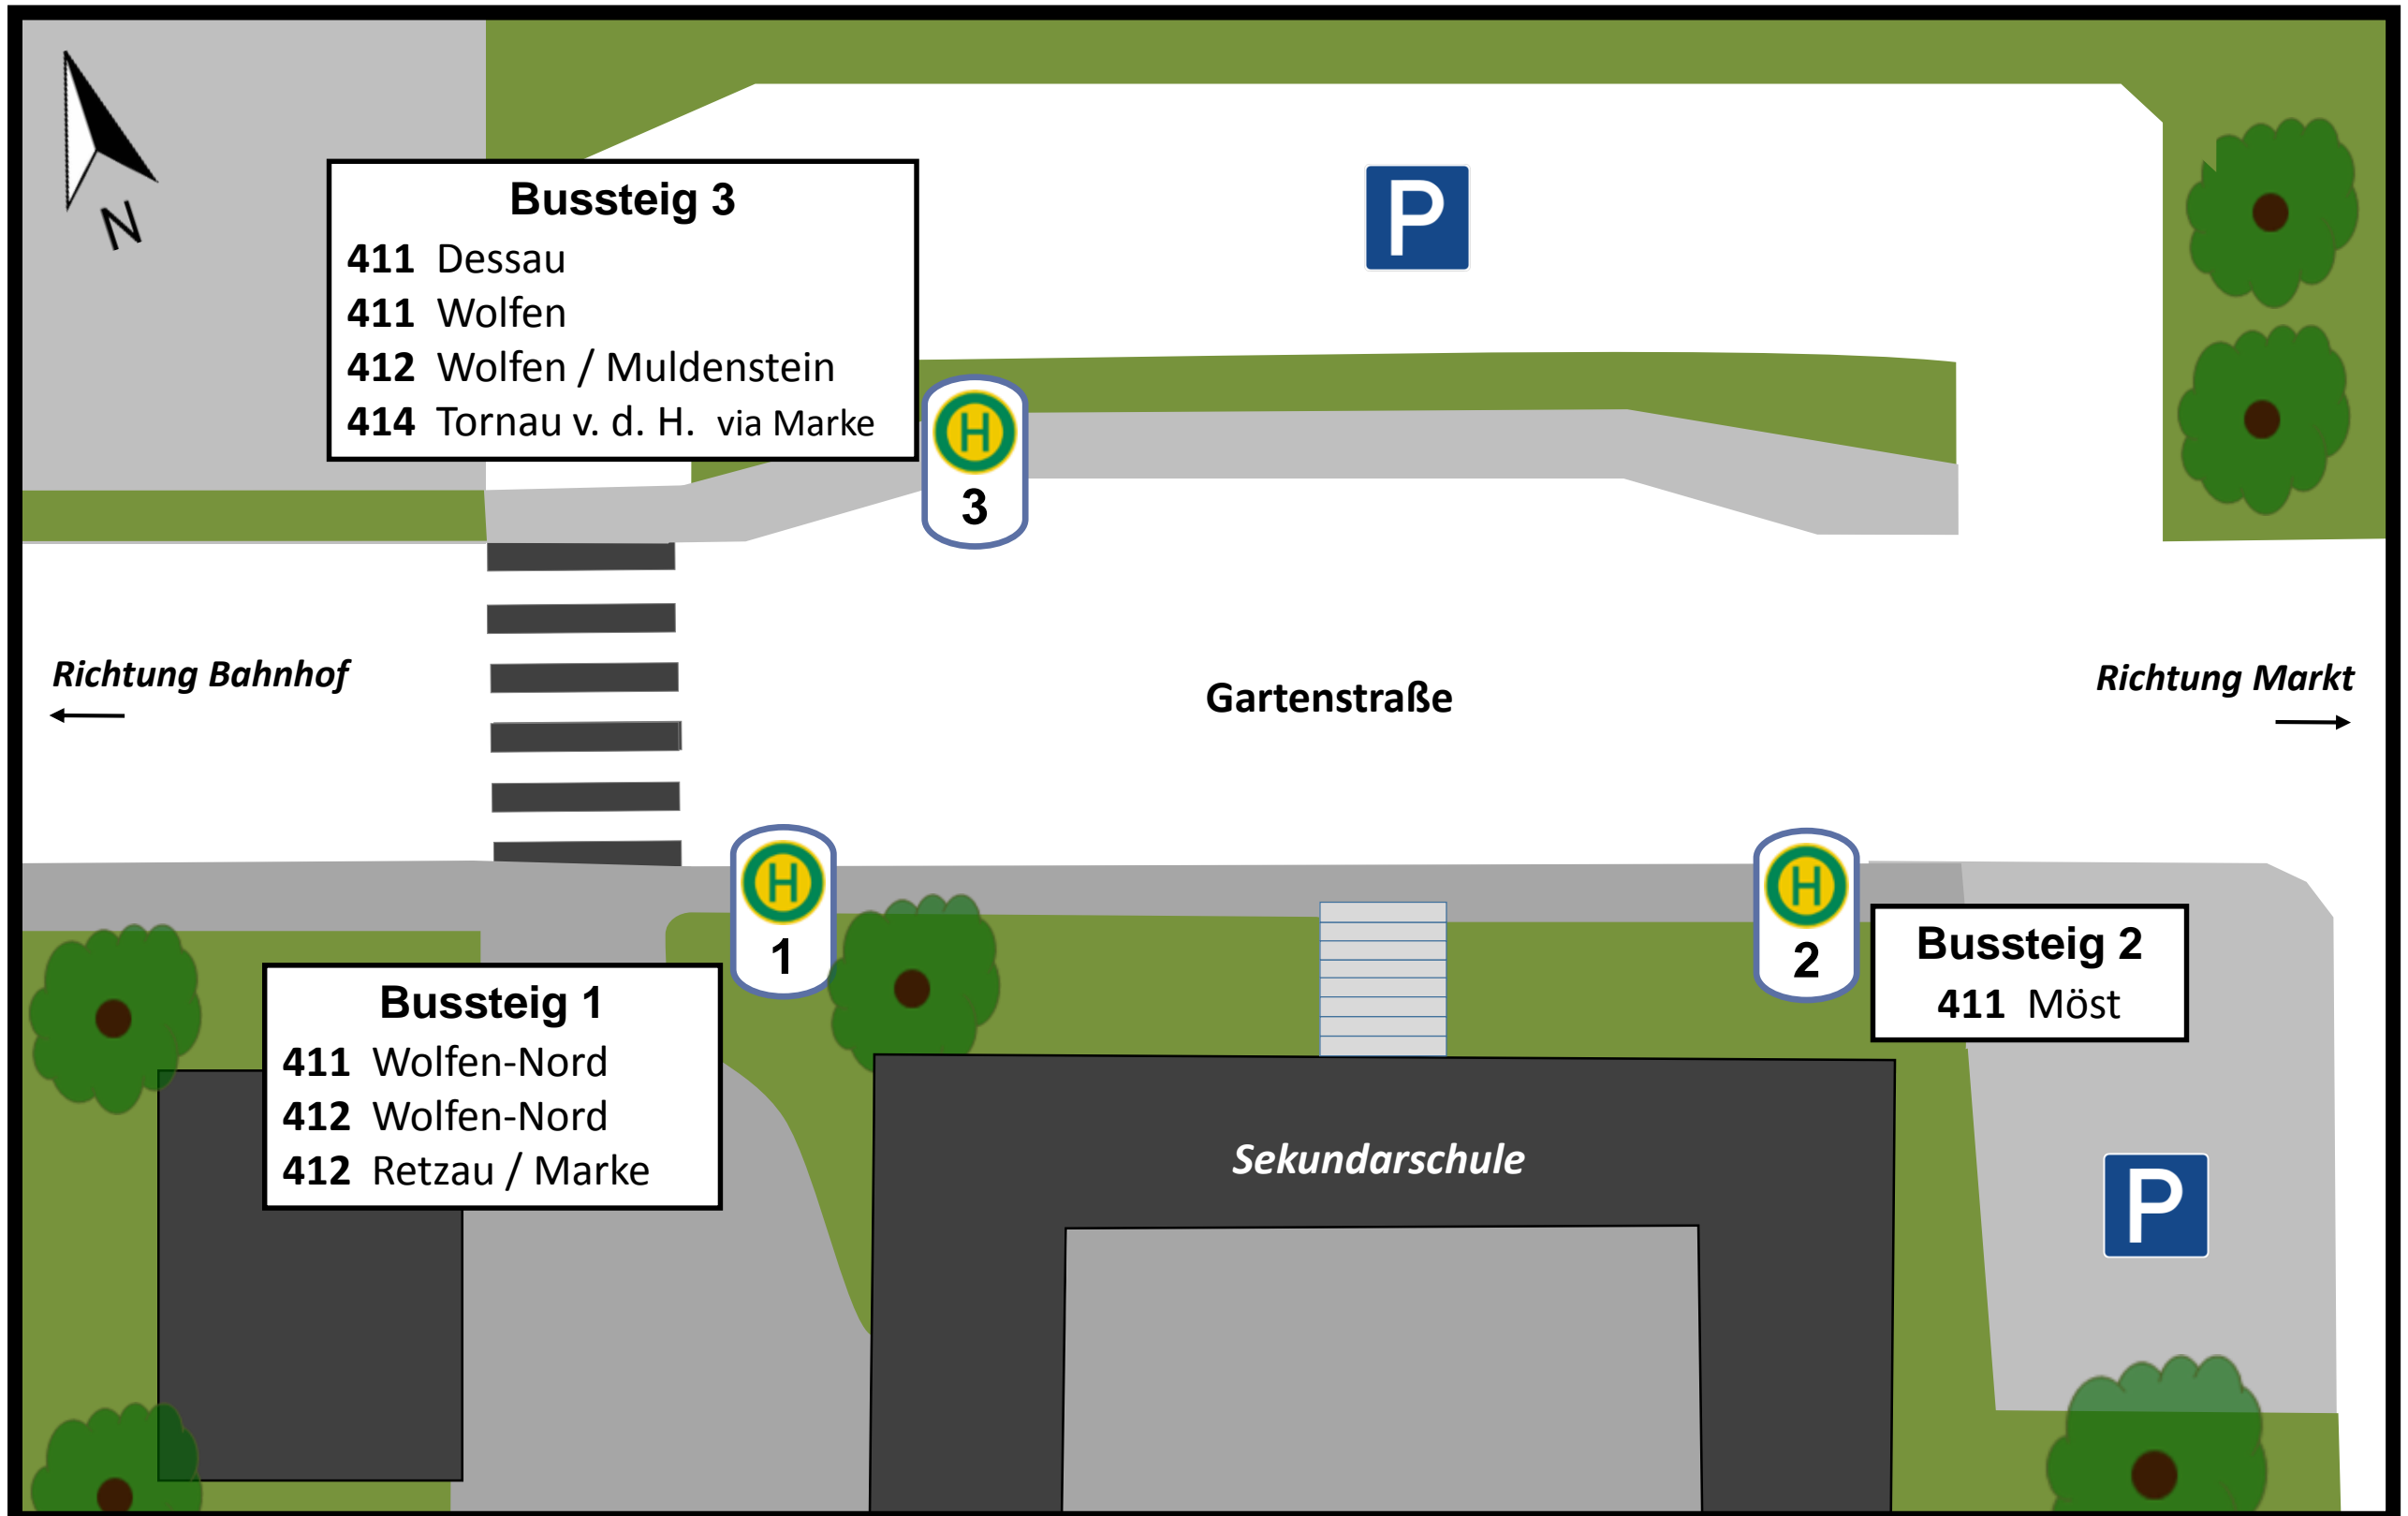 N
Bussteig 3
411 Dessau
411 Wolfen
412 Wolfen / Muldenstein
414 Tornau v. d. H. via Marke
P
H
3
Richtung Bahnhof
Gartenstraße
Richtung Markt
H
1
H
2
Bussteig 2
411 Möst
Bussteig 1
411 Wolfen-Nord
412 Wolfen-Nord
412 Retzau / Marke
Sekundarschule
P